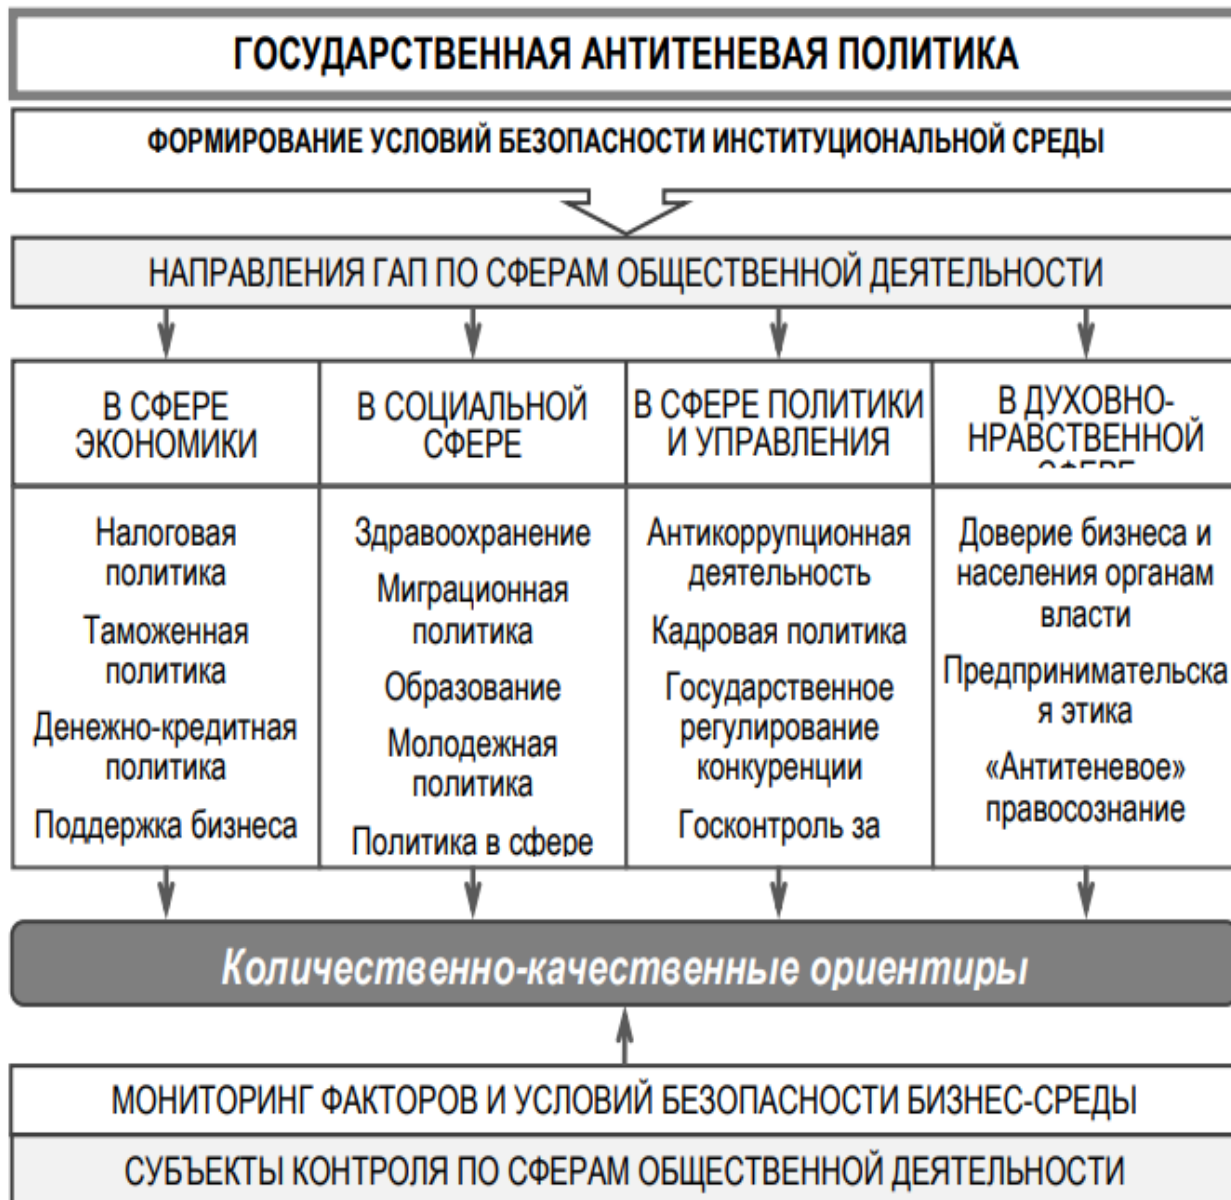 ГОСУДАРСТВЕННАЯ АНТИТЕНЕВАЯ ПОЛИТИКА
ФОРМИРОВАНИЕ УСЛОВИЙ БЕЗОПАСНОСТИ ИНСТИТУЦИОНАЛЬНОЙ СРЕДЫ
НАПРАВЛЕНИЯ ГАП ПО СФЕРАМ ОБЩЕСТВЕННОЙ ДЕЯТЕЛЬНОСТИ
В СФЕРЕ
ЭКОНОМИКИ
В СОЦИАЛЬНОЙ
СФЕРЕ
В СФЕРЕ ПОЛИТИКИ
И УПРАВЛЕНИЯ
В ДУХОВНО-
НРАВСТВЕННОЙ
Налоговая
политика
Таможенная
политика
Денежно-кредитная
политика
Поддержка бизнеса
Здравоохранение
Миграционная
политика
Образование
Молодежная
политика
Политика в сфере
Антикоррупционная
деятельность
Кадровая политика
Государственное
регулирование
конкуренции
Госконтроль за
Доверие бизнеса и
населения органам
власти
Предпринимательска
я этика
«Антитеневое»
правосознание
Количественно-качественные ориентиры
МОНИТОРИНГ ФАКТОРОВ И УСЛОВИЙ БЕЗОПАСНОСТИ БИЗНЕС-СРЕДЫ
СУБЪЕКТЫ КОНТРОЛЯ ПО СФЕРАМ ОБЩЕСТВЕННОЙ ДЕЯТЕЛЬНОСТИ